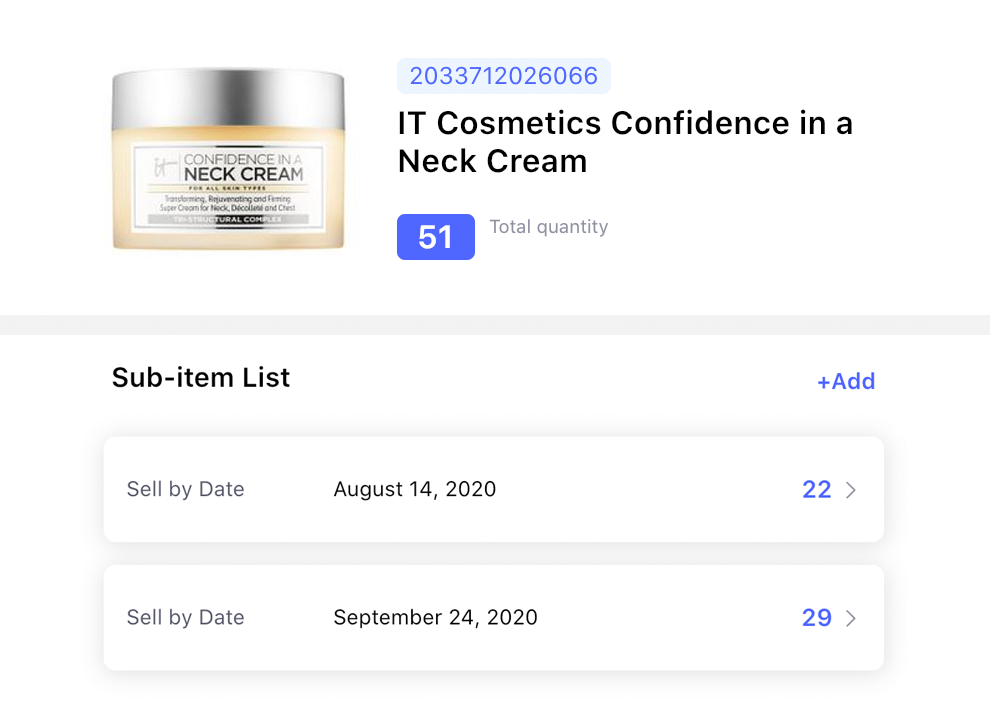 2033712026066
IT Cosmetics Confidence in a
Neck Cream
51 Total quantity
it
CONFIDENCE IN A
NECK CREAM
FOR ALL SKIN TYPES
Transforming, Rejuvenating and Firming
Super Cream for Neck, Décolleté and Chest
TRI-STRUCTURAL COMPLEX
Sub-item List +Add
Sell by Date August 14, 2020 22
Sell by Date September 24, 2020 29